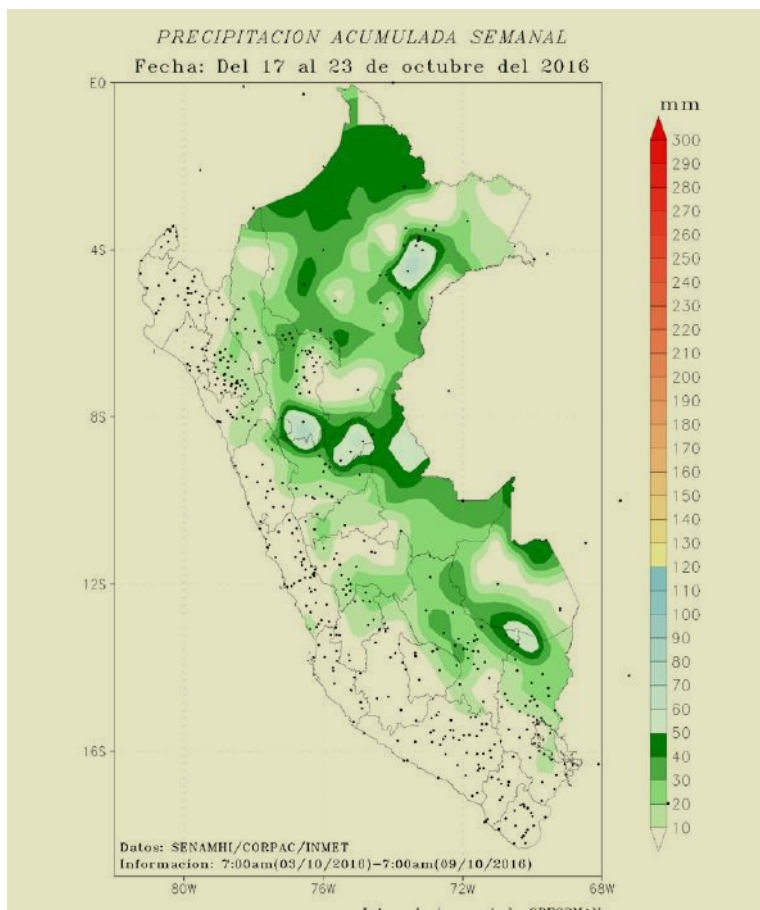 PRECIPITACION ACUMULADA SEMANAL
Fecha: Del 17 al 23 de octubre del 2016
mm
300
290
280
270
260
250
240
230
220
210
200
190
180
170
160
150
140
130
120
110
100
90
80
70
60
50
40
30
20
10
EQ
4S
8S
12S
16S
Datos: SENAMHI/CORPAC/INMET
Informacion: 7:00am(03/10/2016)-7:00am(09/10/2016)
80W 76W 72W 68W